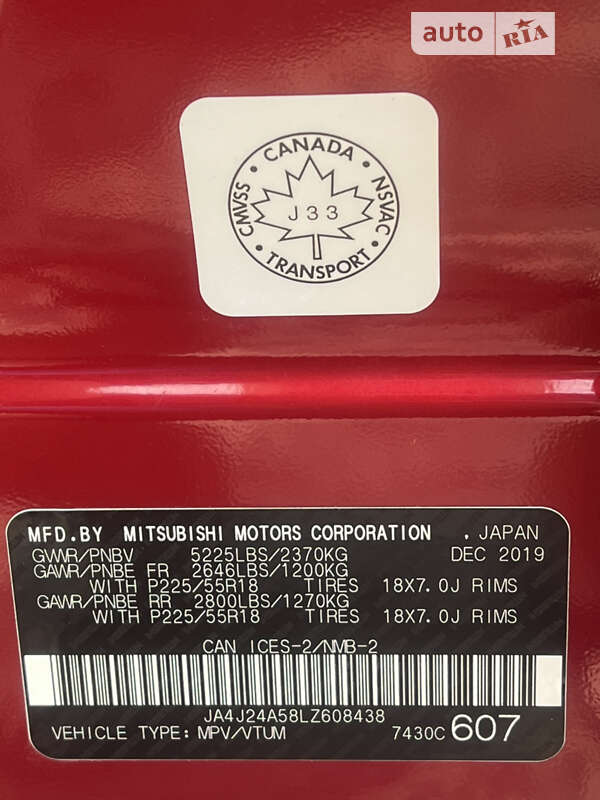 auto RIA
CANADA
CMVSS J33 NSVAC
TRANSPORT
MFD.BY MITSUBISHI MOTORS CORPORATION , JAPAN
GVWR/PNBV 5225LBS/2370KG DEC 2019
GAWR/PNBE FR 2646LBS/1200KG
WITH P225/55R18 TIRES 18X7.0J RIMS
GAWR/PNBE RR 2800LBS/1270KG
WITH P225/55R18 TIRES 18X7.0J RIMS
CAN ICES-2/NMB-2
JA4J24A58LZ608438
VEHICLE TYPE:MPV/VTUM 7430C 607